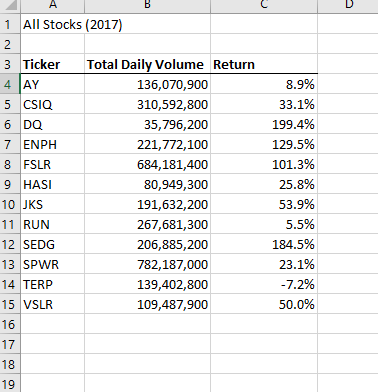 A B C D
1 All Stocks (2017)
2
3 Ticker Total Daily Volume Return
4 AY 136,070,900 8.9%
5 CSIQ 310,592,800 33.1%
6 DQ 35,796,200 199.4%
7 ENPH 221,772,100 129.5%
8 FSLR 684,181,400 101.3%
9 HASI 80,949,300 25.8%
10 JKS 191,632,200 53.9%
11 RUN 267,681,300 5.5%
12 SEDG 206,885,200 184.5%
13 SPWR 782,187,000 23.1%
14 TERP 139,402,800 -7.2%
15 VSLR 109,487,900 50.0%
16
17
18
19